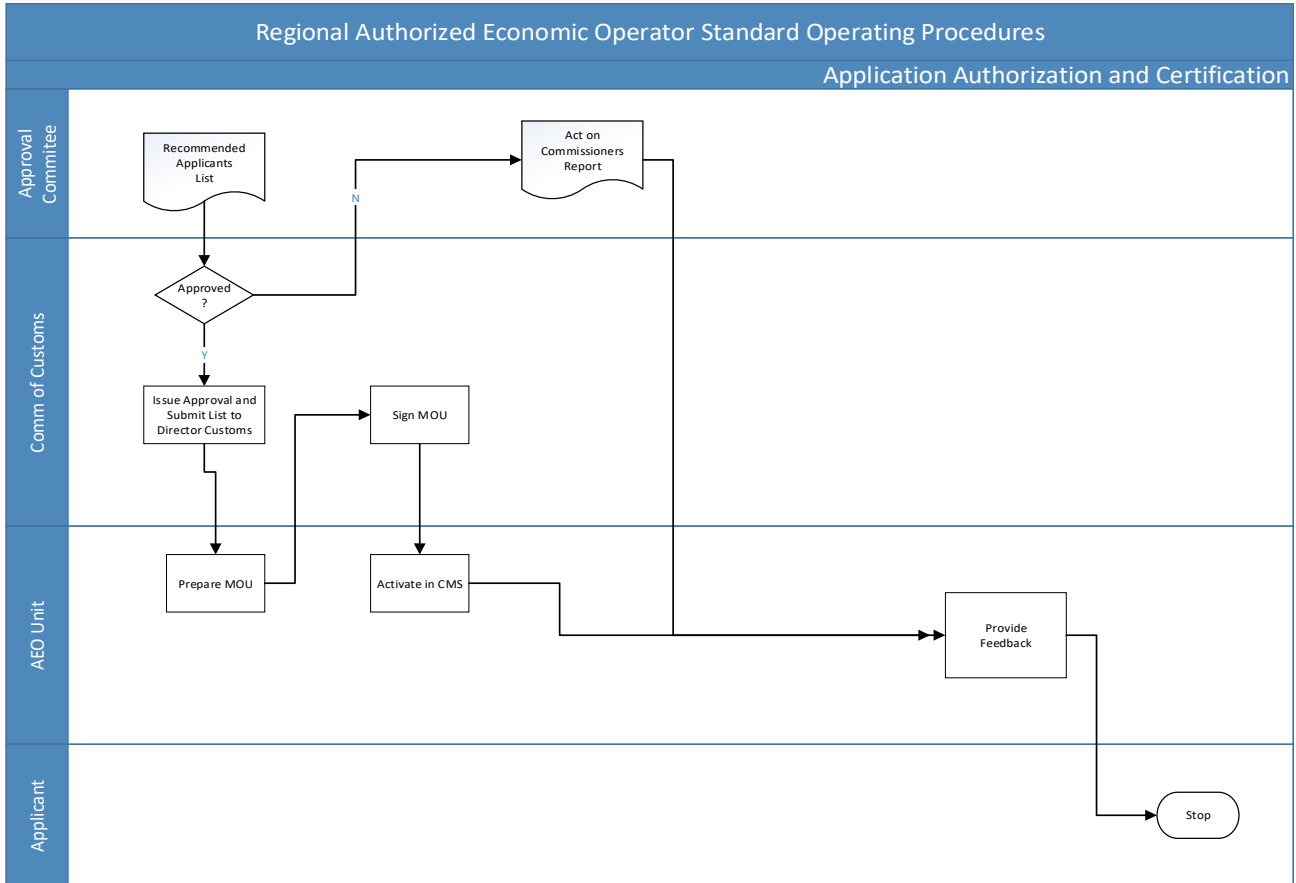 Regional Authorized Economic Operator Standard Operating Procedures
Application Authorization and Certification
Approval
Commitee
Recommended
Applicants
List
Act on
Commissioners
Report
N
Comm of Customs
Approved
?
Y
Issue Approval and
Submit List to
Director Customs
Sign MOU
AEO Unit
Prepare MOU
Activate in CMS
Provide
Feedback
Applicant
Stop